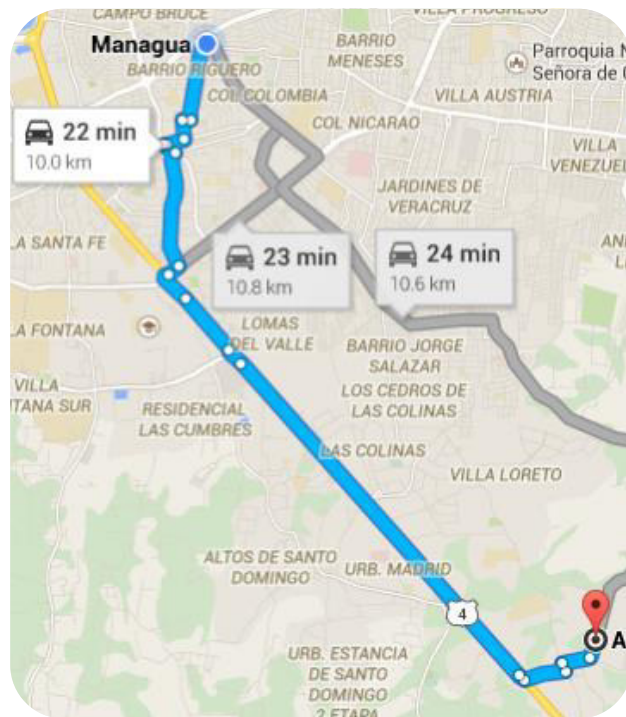 CAMPO BRUCE
VILLA PROGRESO
Managua
BARRIO RIGUERO
BARRIO
MENESES
Parroquia N
Señora de
COL COLOMBIA
VILLA AUSTRIA
22 min
10.0 km
COL NICARAO
VILLA
VENEZUEL
JARDINES DE
VERACRUZ
LA SANTA FE
23 min
10.8 km
24 min
10.6 km
LA FONTANA
LOMAS
DEL VALLE
BARRIO JORGE
SALAZAR
VILLA
NTANA SUR
RESIDENCIAL
LAS CUMBRES
LOS CEDROS DE
LAS COLINAS
LAS COLINAS
VILLA LORETO
ALTOS DE SANTO
DOMINGO
URB. MADRID
4
A
URB. ESTANCIA
DE SANTO
DOMINGO
2 ETAPA